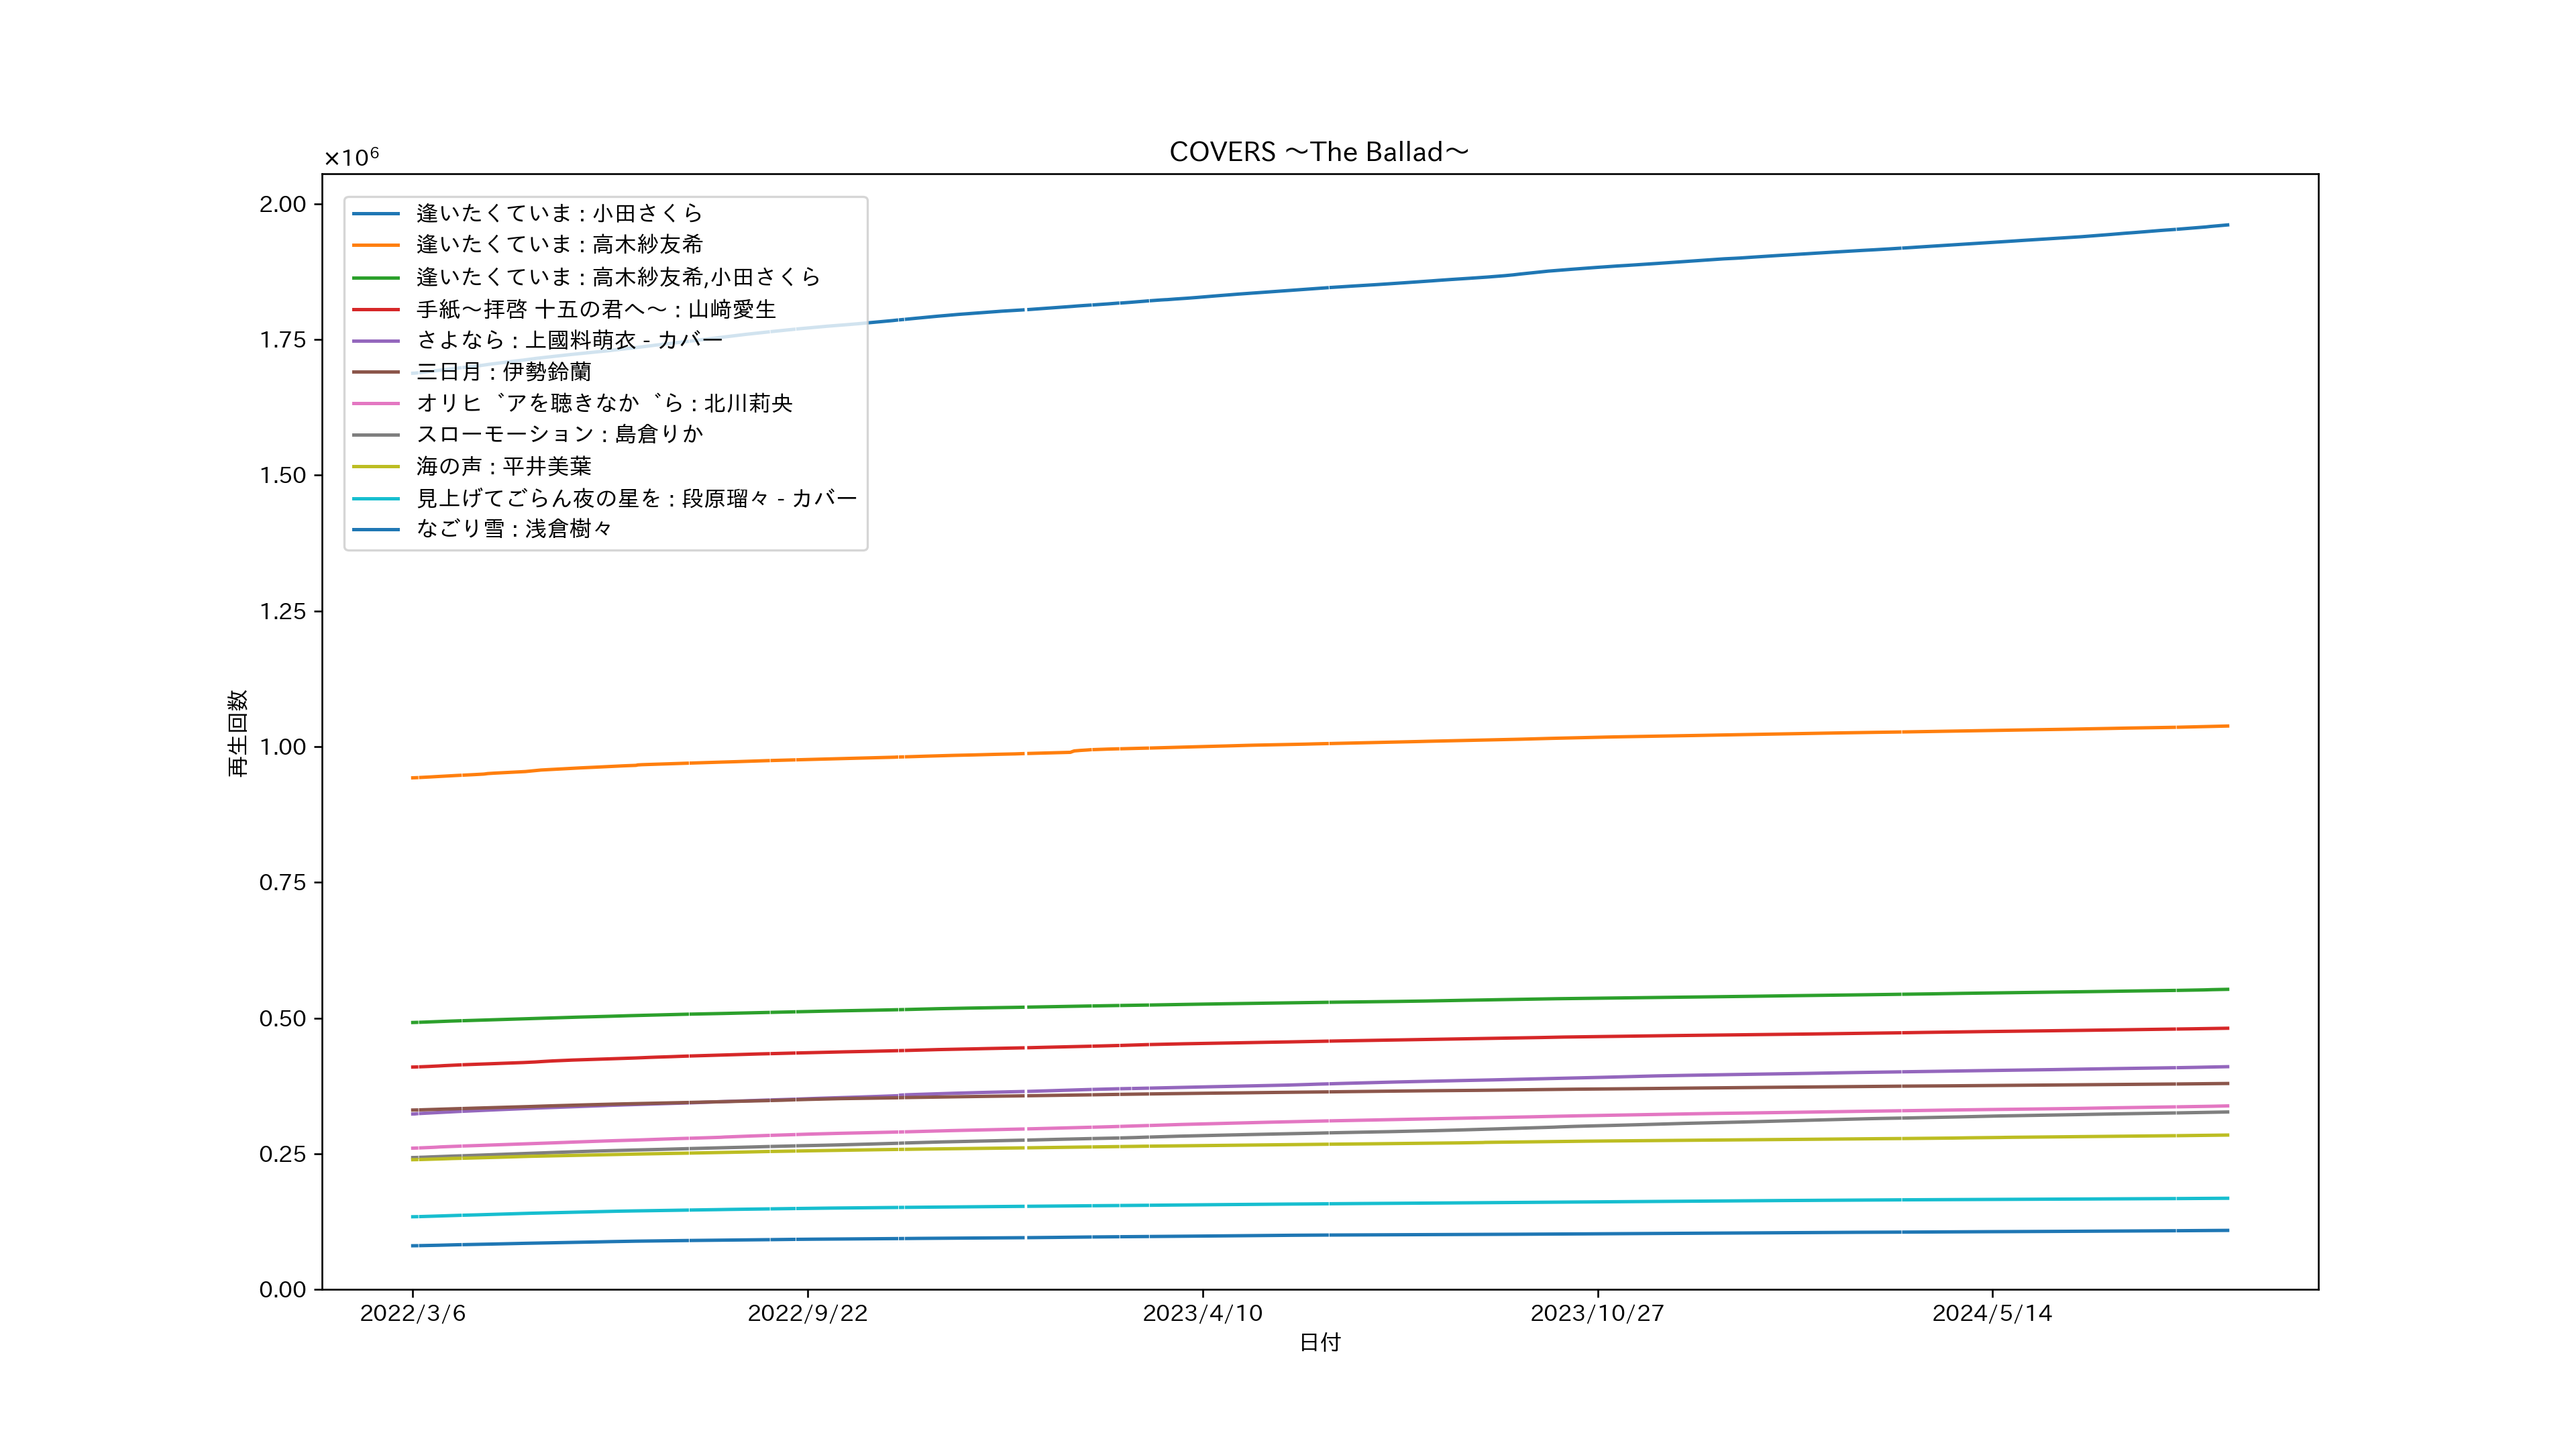 COVERS ～The Ballad～
×10⁶
2.00
1.75
1.50
1.25
1.00
0.75
0.50
0.25
0.00
再生回数
逢いたくていま : 小田さくら
逢いたくていま : 高木紗友希
逢いたくていま : 高木紗友希,小田さくら
手紙～拝啓 十五の君へ～ : 山﨑愛生
さよなら : 上國料萌衣 - カバー
三日月 : 伊勢鈴蘭
オリヒ゛アを聴きなか゛ら : 北川莉央
スローモーション : 島倉りか
海の声 : 平井美葉
見上げてごらん夜の星を : 段原瑠々 - カバー
なごり雪 : 浅倉樹々
2022/3/6
2022/9/22
2023/4/10
2023/10/27
2024/5/14
日付